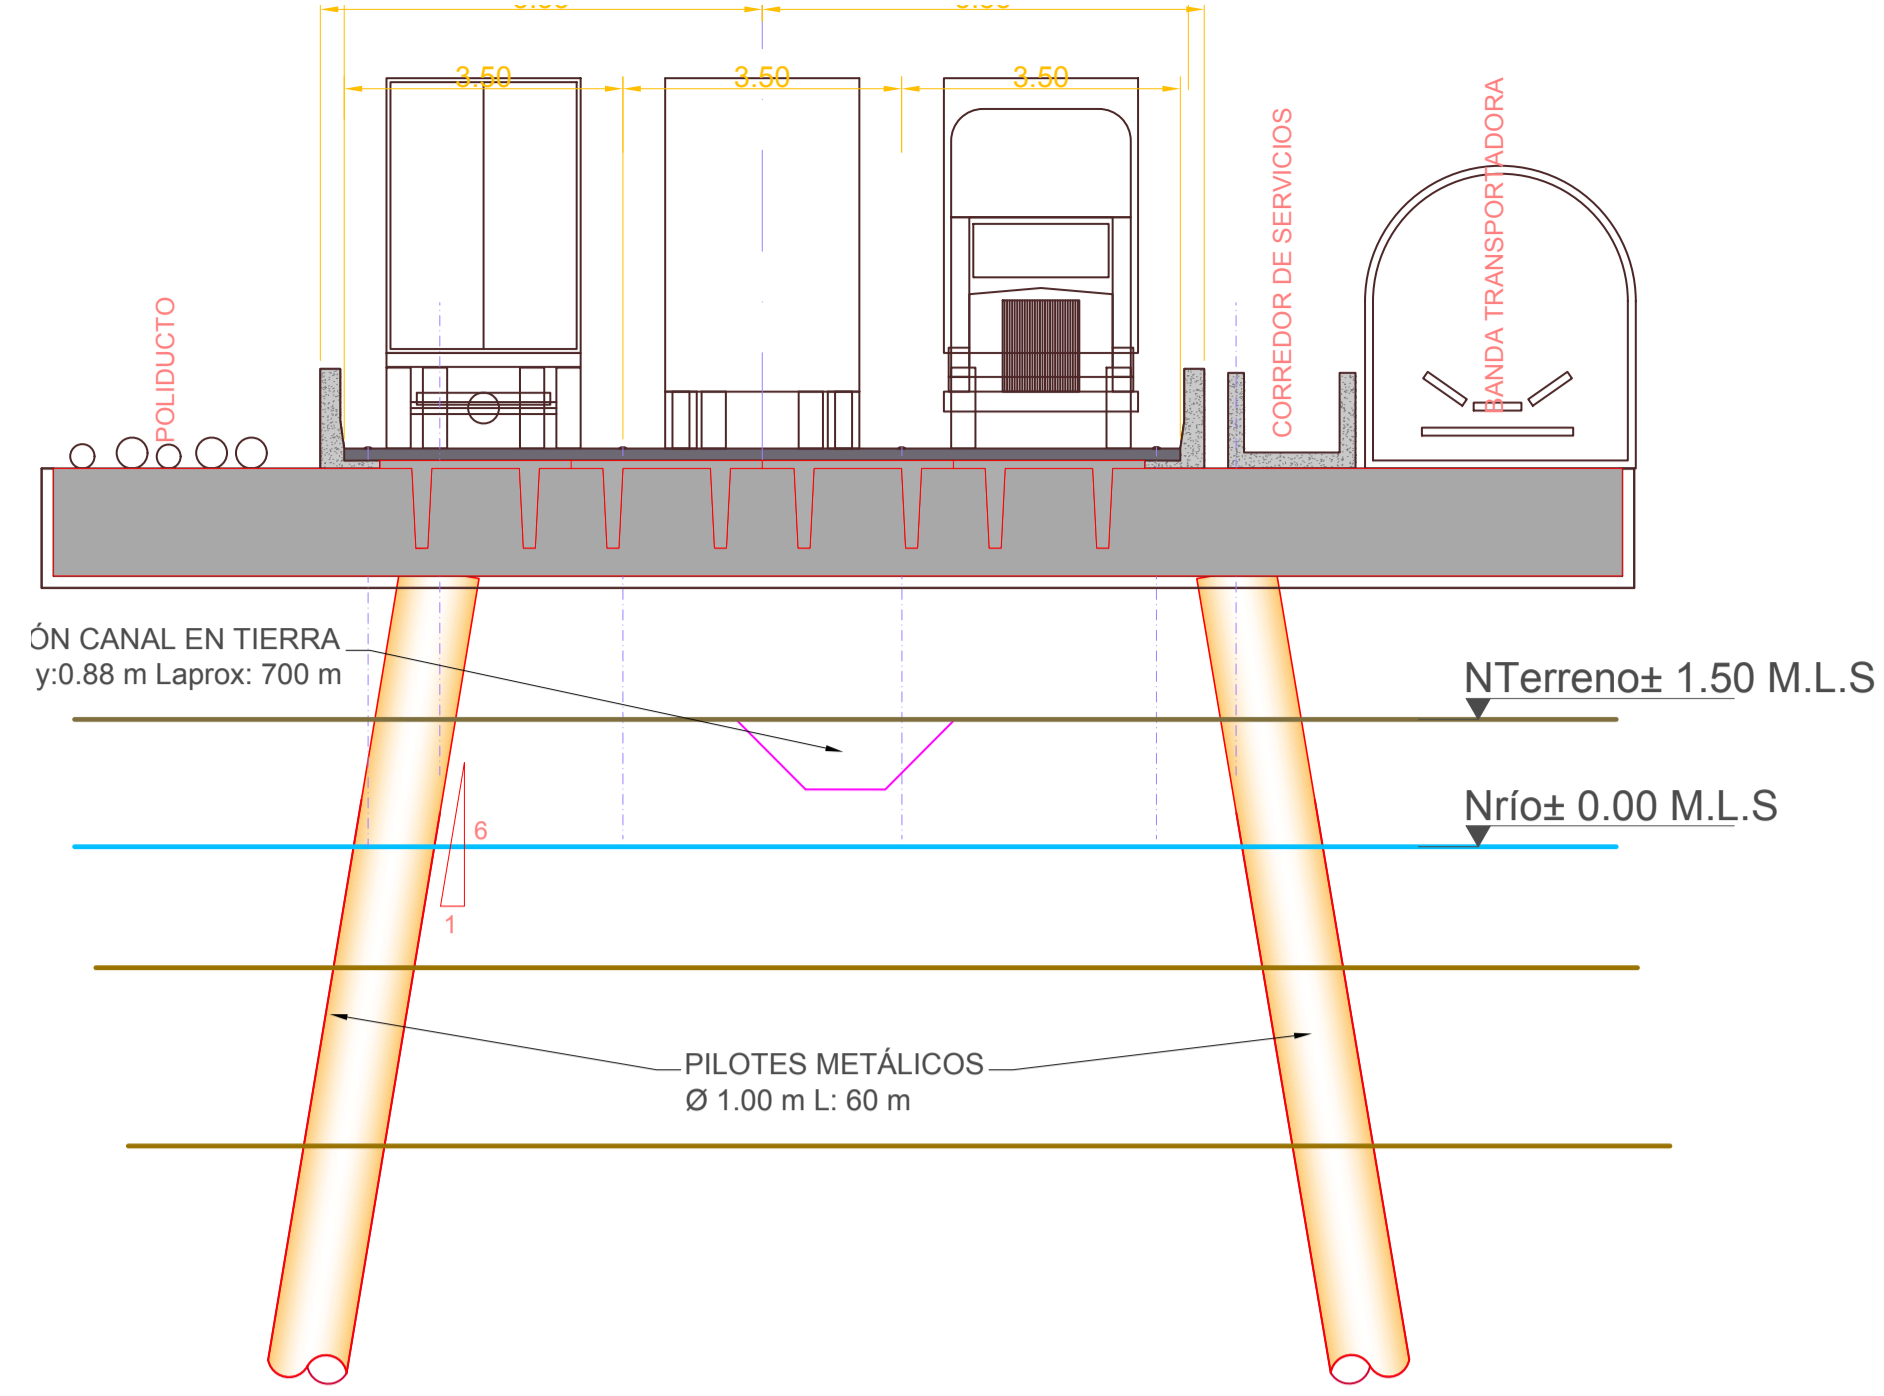 3.50
3.50
3.50
POLIDUCTO
CORREDOR DE SERVICIOS
BANDA TRANSPORTADORA
ÓN CANAL EN TIERRA
y:0.88 m Laprox: 700 m
NTerreno± 1.50 M.L.S
Nrío± 0.00 M.L.S
6
1
PILOTES METÁLICOS
Ø 1.00 m L: 60 m